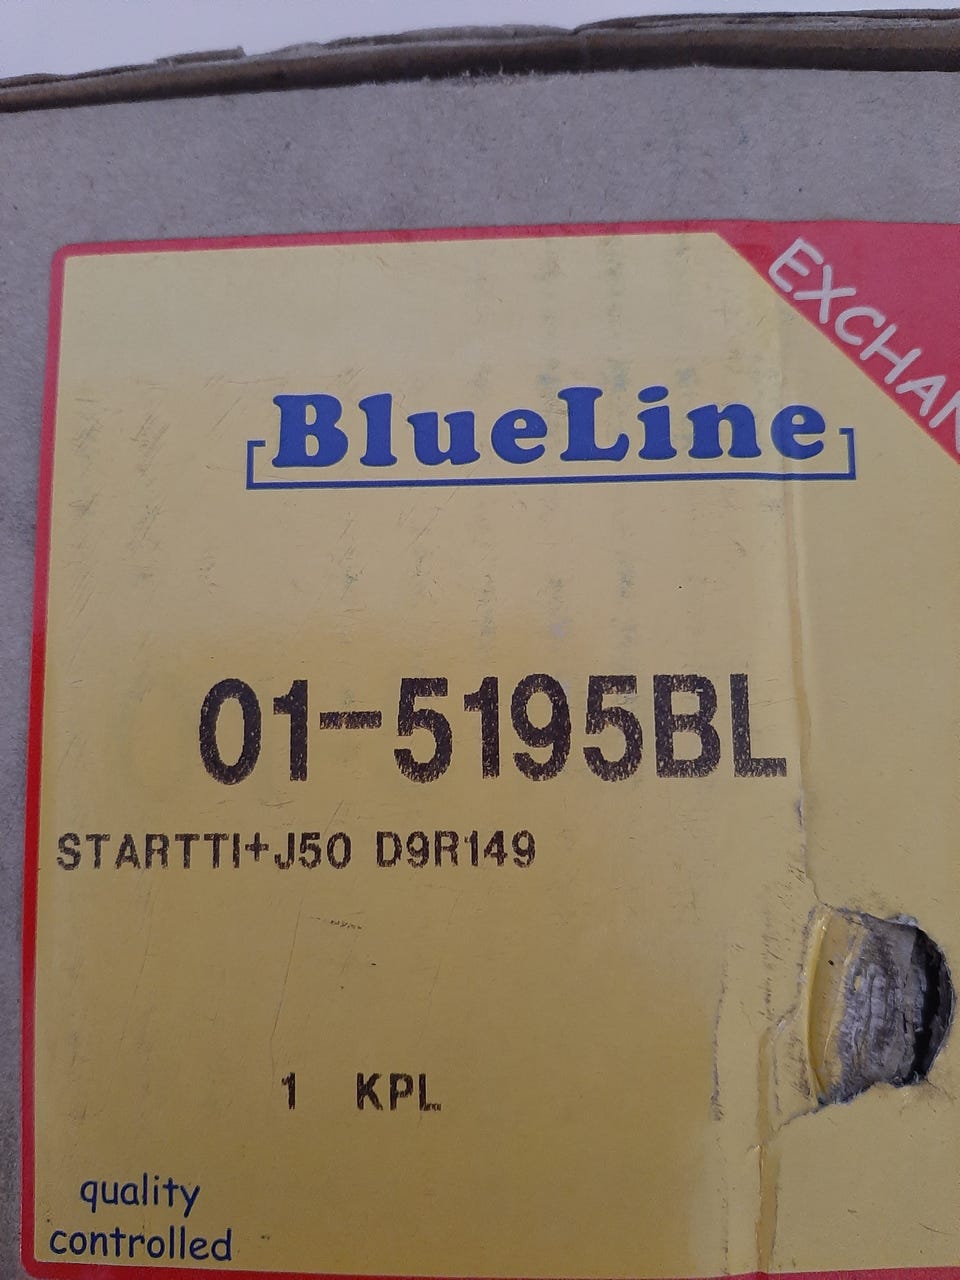 EXCHAN
BlueLine
01-5195BL
STARTTI+J50 D9R149
1 KPL
quality
controlled